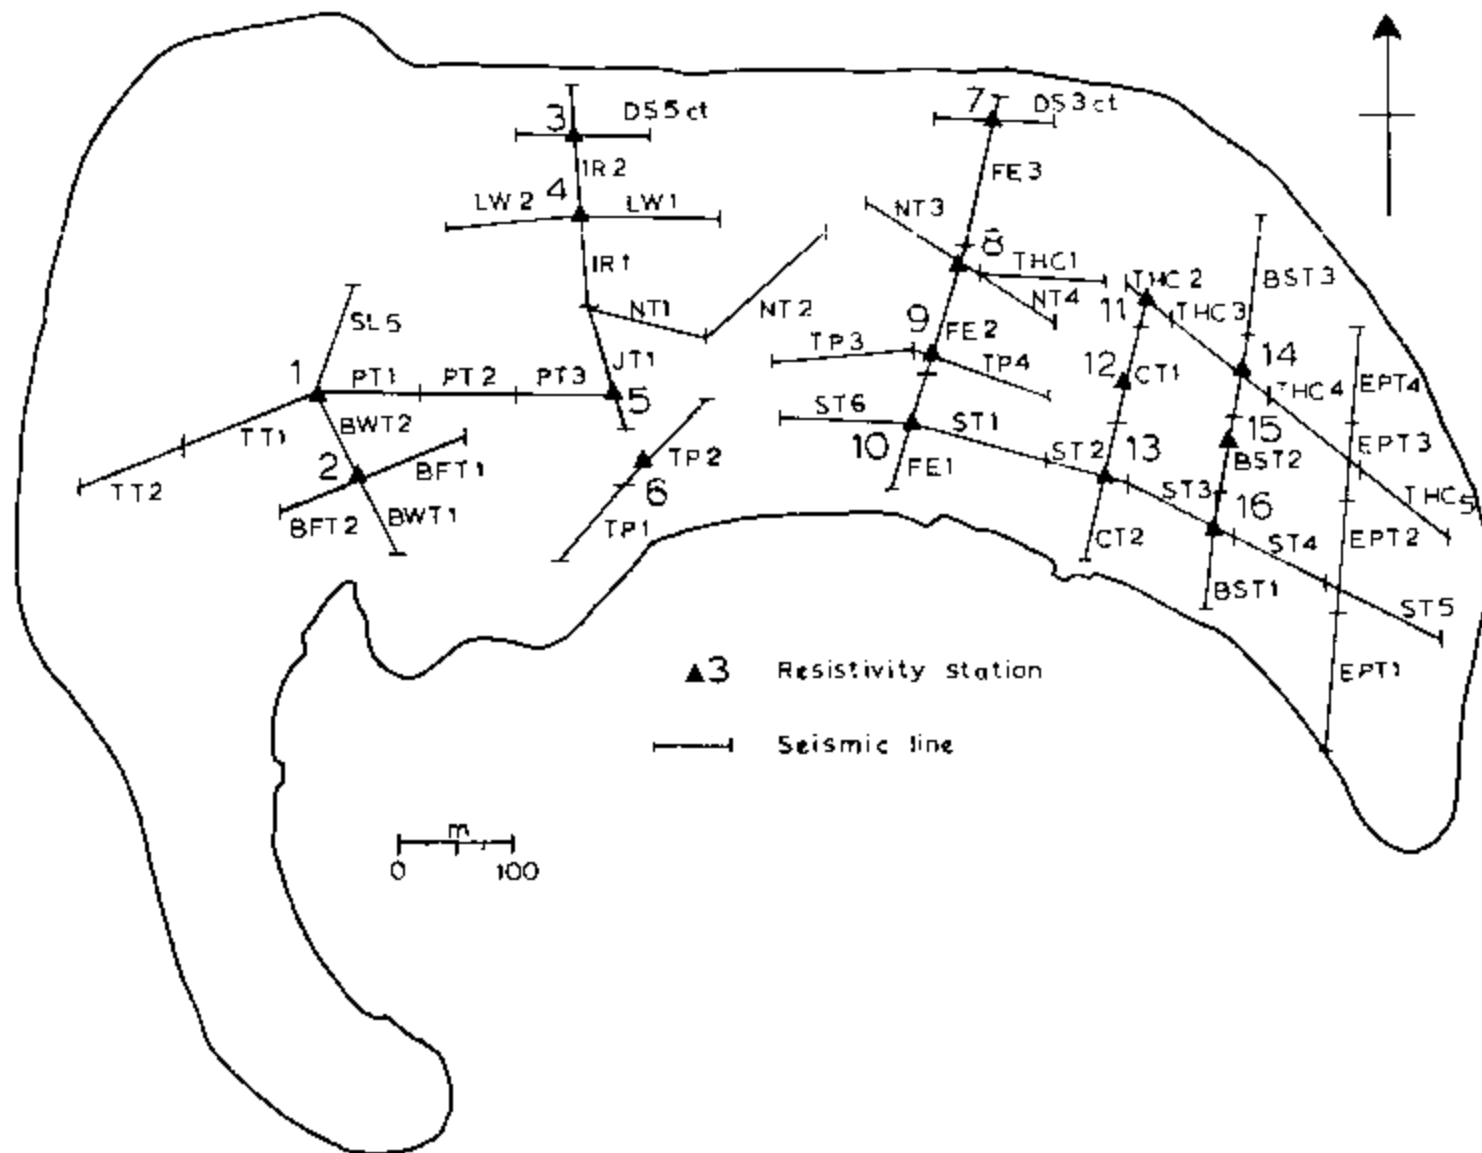 7
DS5ct
DS3ct
3
IR2
FE3
4
LW2
LW1
NT3
8
THC1
THC2
BST3
IR1
NT1
NT2
NT4
11
THC3
SL5
9
FE2
TP3
TP4
12
CT1
14
THC4
EPT4
1
PT1
PT2
PT3
JT1
5
ST6
ST1
15
BST2
EPT3
TT1
BWT2
2
BFT1
TP2
10
ST2
13
TT2
6
FE1
ST3
THC5
BFT2
BWT1
TP1
16
CT2
ST4
EPT2
BST1
ST5
3 Resistivity station
EPT1
Seismic line
m
0 100